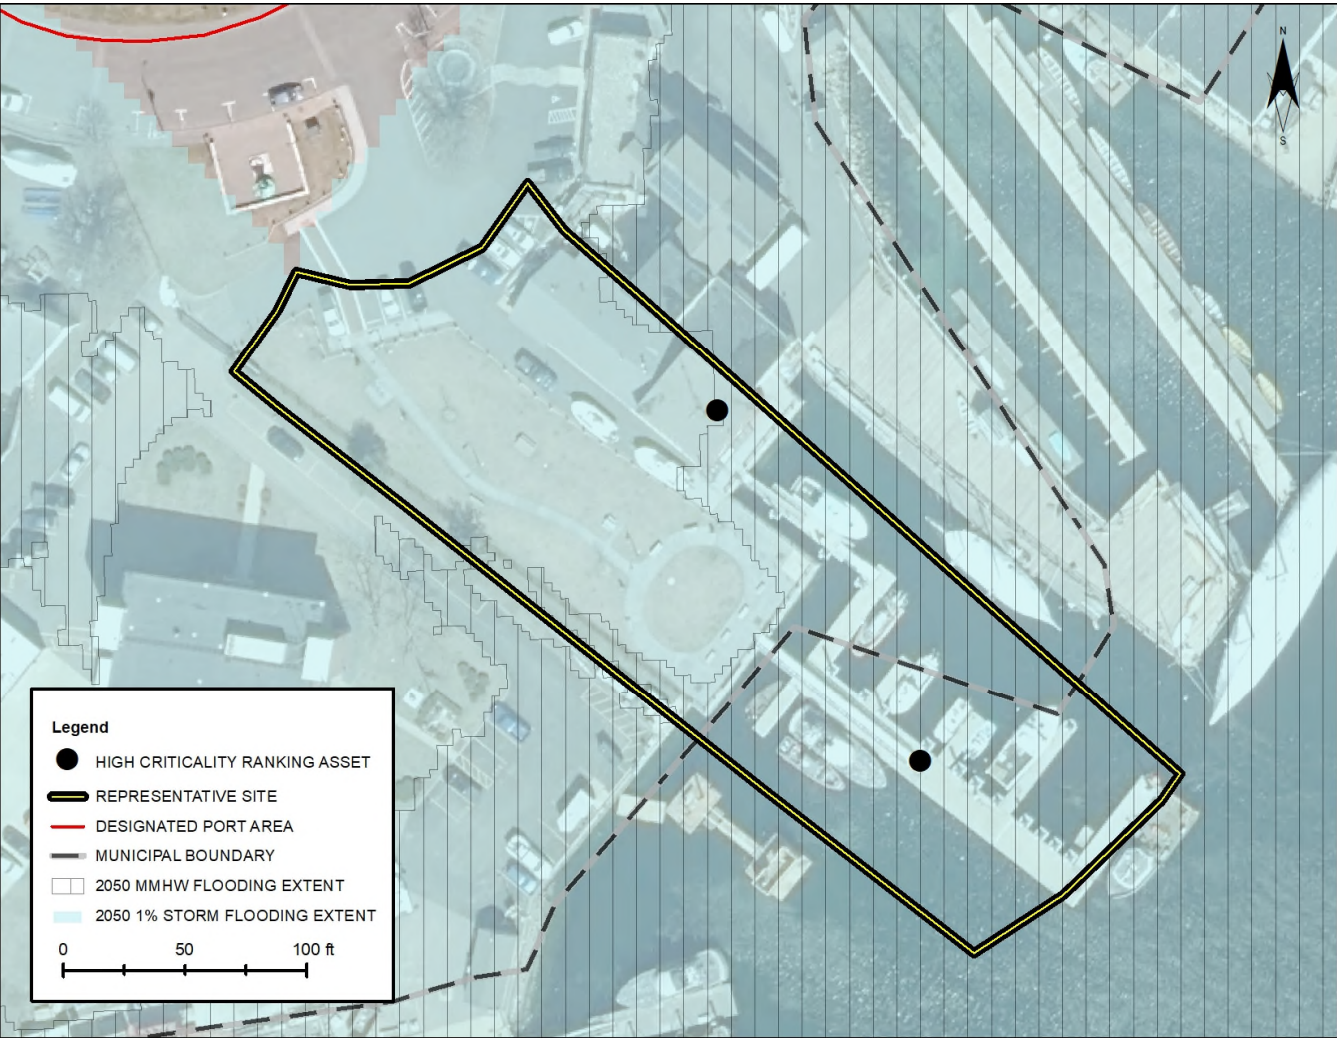 N
S
Legend
HIGH CRITICALITY RANKING ASSET
REPRESENTATIVE SITE
DESIGNATED PORT AREA
MUNICIPAL BOUNDARY
2050 MMHW FLOODING EXTENT
2050 1% STORM FLOODING EXTENT
0 50 100 ft